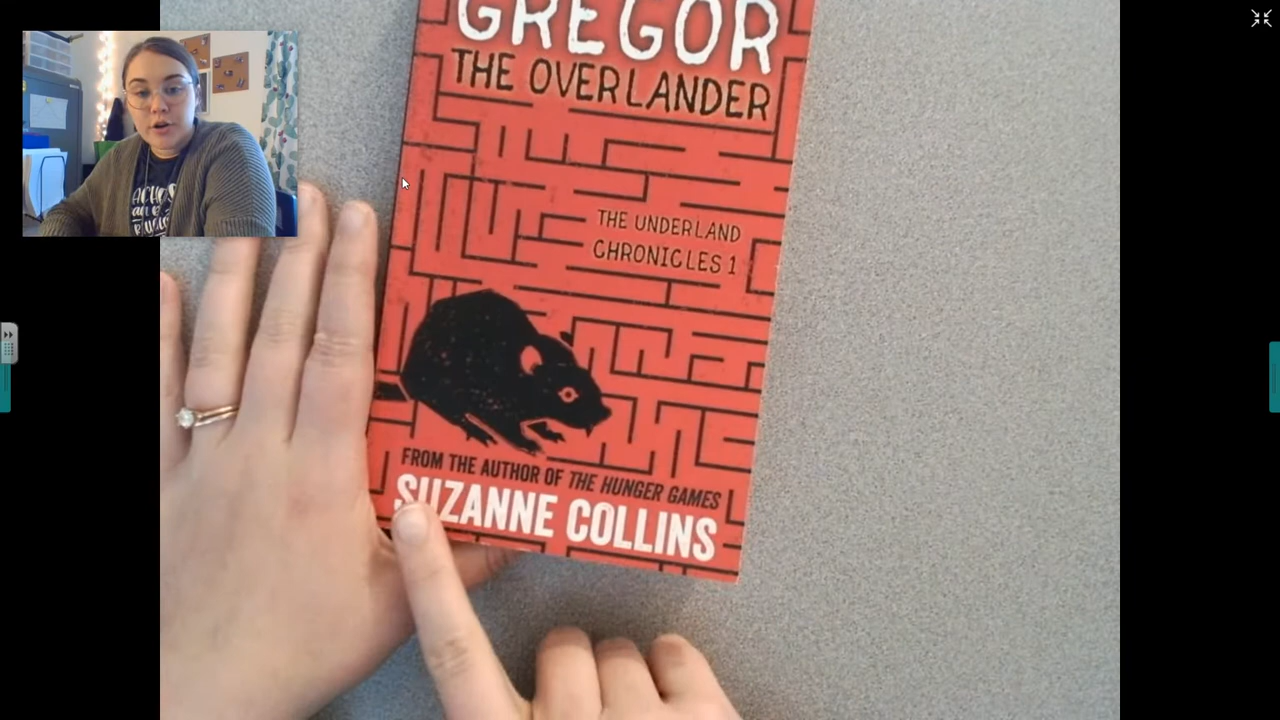 GREGOR
THE OVERLANDER
THE UNDERLAND
CHRONICLES 1
FROM THE AUTHOR OF THE HUNGER GAMES
SUZANNE COLLINS